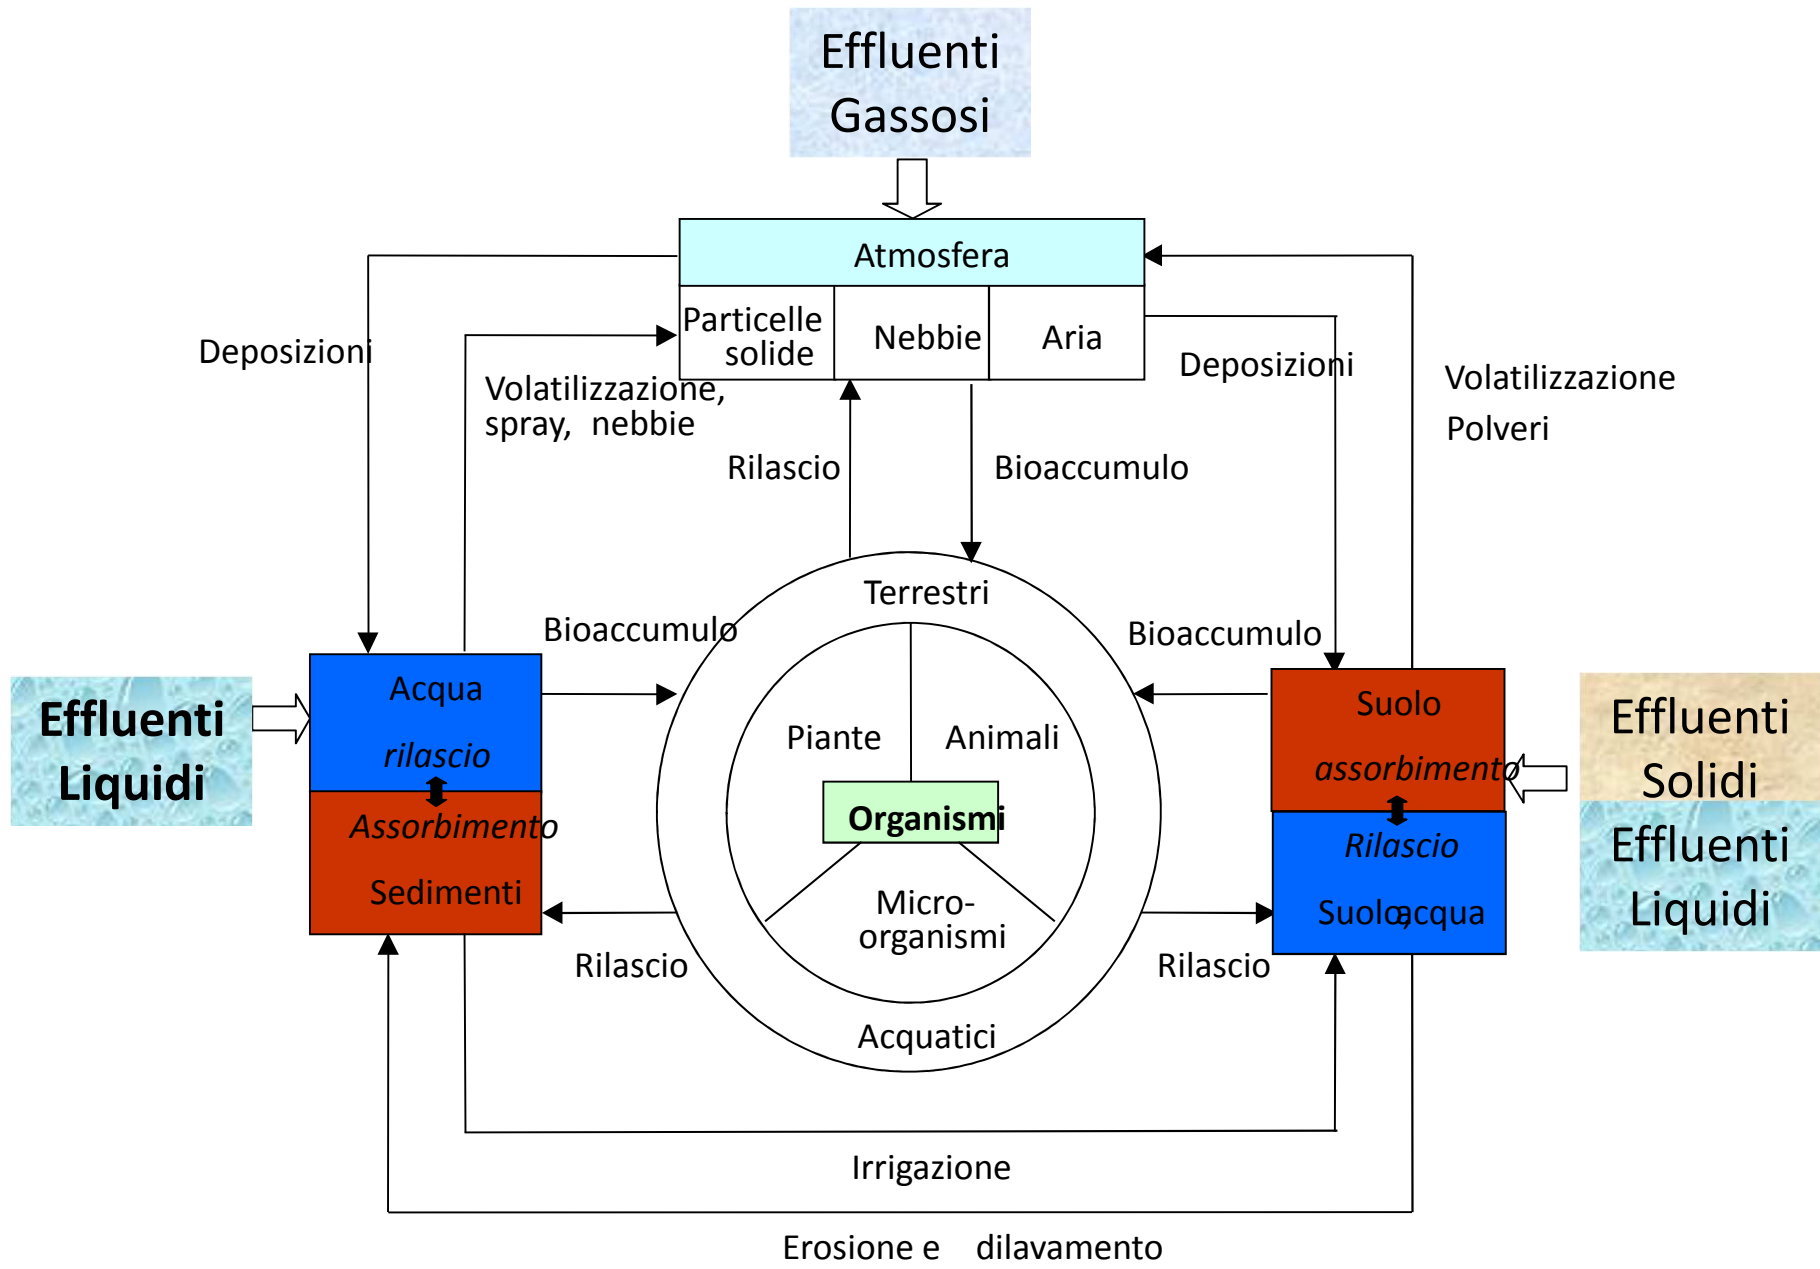 Effluenti
Gassosi
Atmosfera
Particelle
solide
Nebbie
Aria
Deposizioni
Deposizioni
Volatilizzazione,
spray, nebbie
Volatilizzazione
Polveri
Rilascio
Bioaccumulo
Terrestri
Bioaccumulo
Bioaccumulo
Effluenti
Liquidi
Acqua
rilascio
Assorbimento
Sedimenti
Piante
Animali
Organismi
Micro-
organismi
Acquatici
Suolo
assorbimento
Rilascio
Suolo,acqua
Effluenti
Solidi
Effluenti
Liquidi
Rilascio
Rilascio
Irrigazione
Erosione e dilavamento